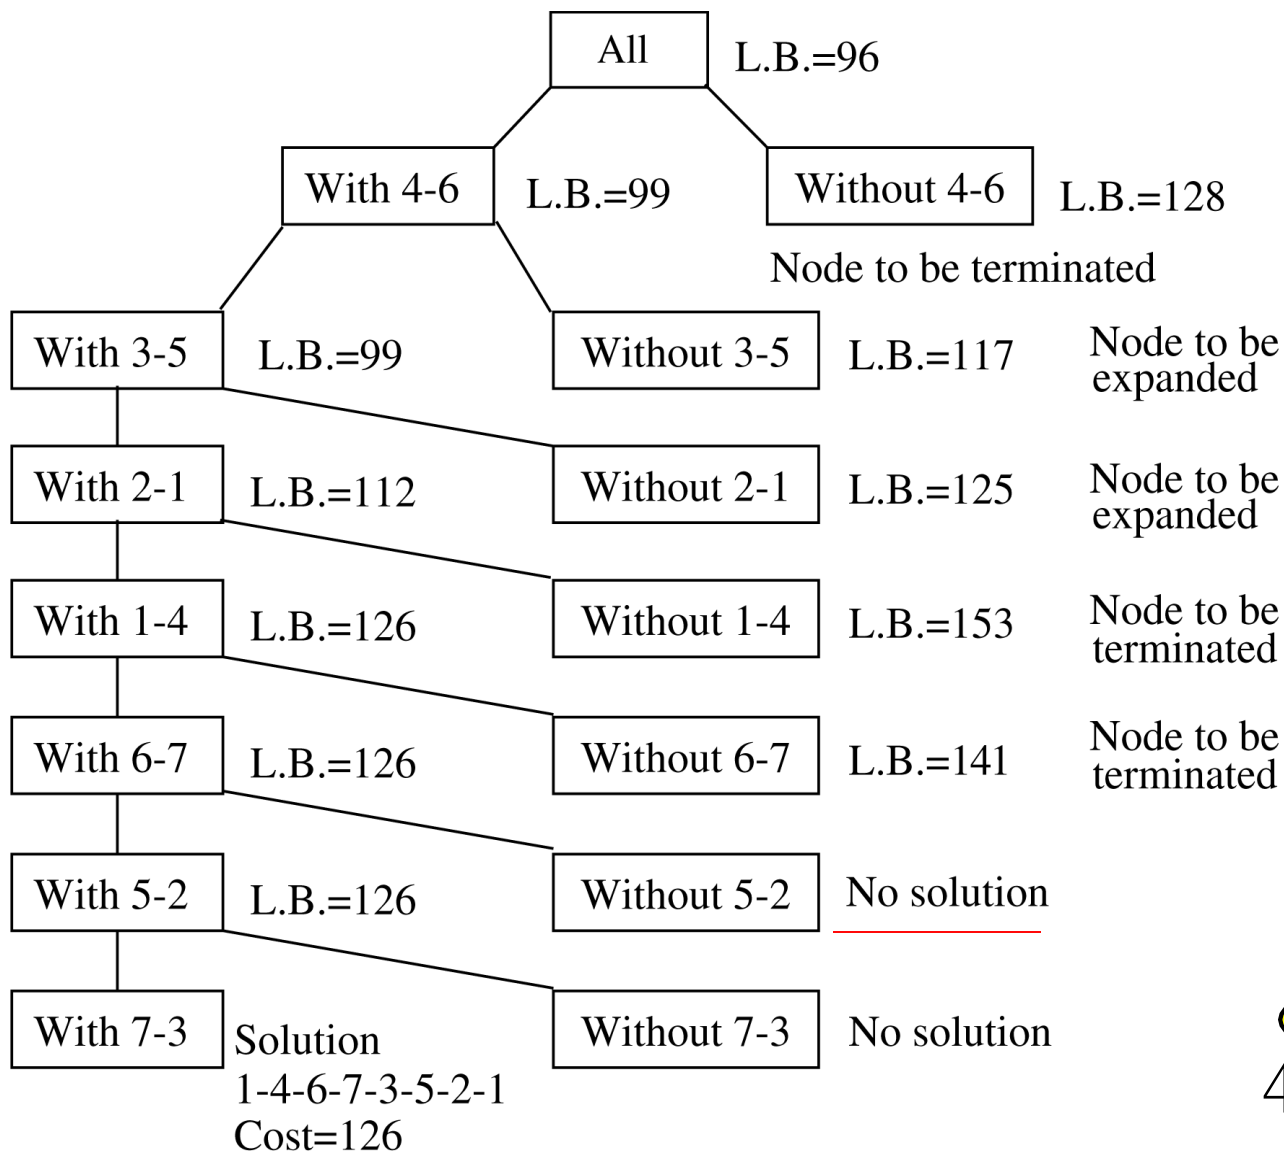 All
L.B.=96
With 4-6
L.B.=99
Without 4-6
L.B.=128
Node to be terminated
With 3-5
L.B.=99
Without 3-5
L.B.=117
Node to be
expanded
With 2-1
L.B.=112
Without 2-1
L.B.=125
Node to be
expanded
With 1-4
L.B.=126
Without 1-4
L.B.=153
Node to be
terminated
With 6-7
L.B.=126
Without 6-7
L.B.=141
Node to be
terminated
With 5-2
L.B.=126
Without 5-2
No solution
With 7-3
Solution
1-4-6-7-3-5-2-1
Cost=126
Without 7-3
No solution